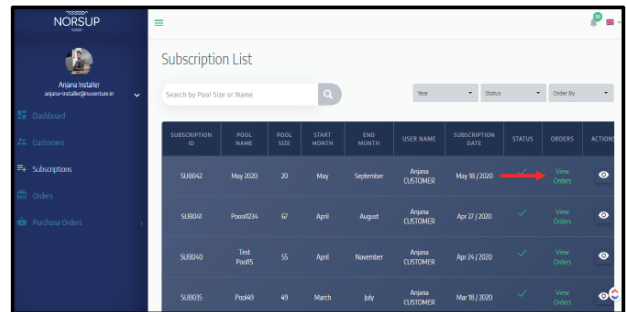 NORSUP
Anjana Installer
anjana-installer@nuventure.in
Dashboard
Customers
Subscriptions
Orders
Purchase Orders
Subscription List
Search by Pool Size or Name
Year
Status
Order By
SUBSCRIPTION ID POOL NAME POOL SIZE START MONTH END MONTH USER NAME SUBSCRIPTION DATE STATUS ORDERS ACTIONS
SUB042 May 2020 20 May September Anjana CUSTOMER May 18 / 2020 View Orders
SUB041 Pooo1234 67 April August Anjana CUSTOMER Apr 27 / 2020 View Orders
SUB040 Test Pool15 55 April November Anjana CUSTOMER Apr 24 / 2020 View Orders
SUB035 Pool49 49 March July Anjana CUSTOMER Mar 18 / 2020 View Orders